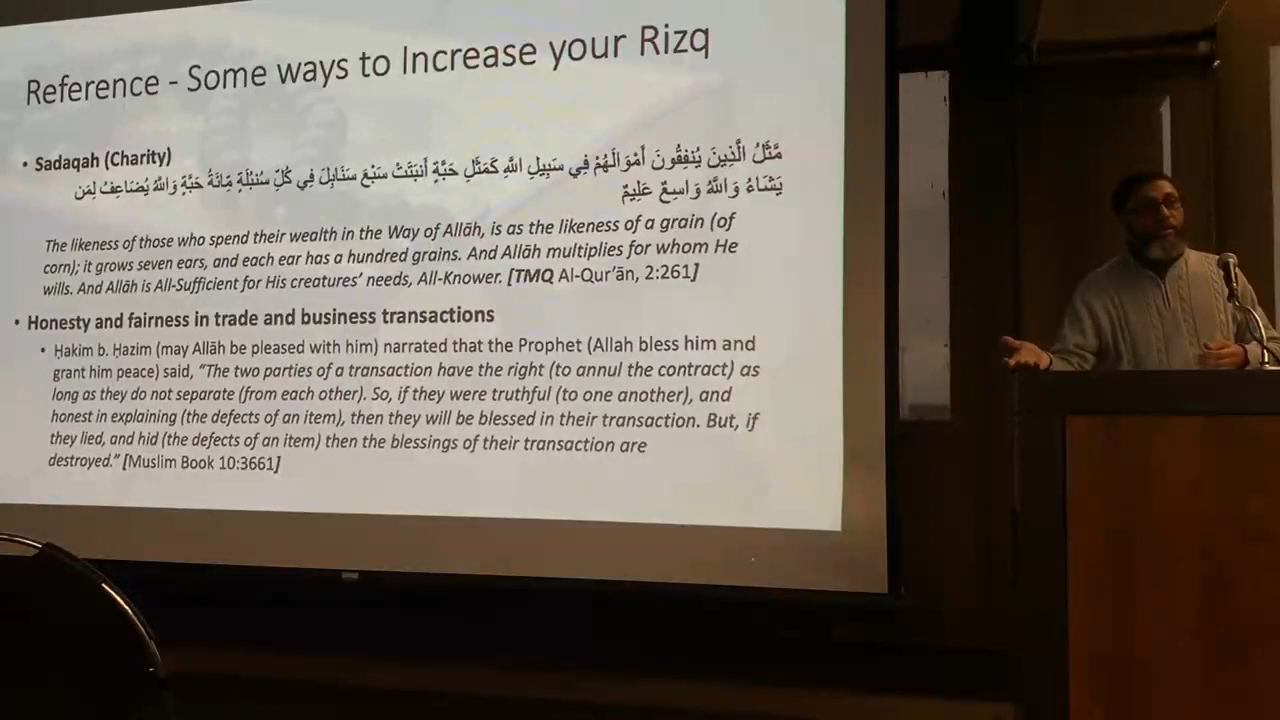 Reference - Some ways to Increase your Rizq
• Sadaqah (Charity)
مَّثَلُ الَّذِينَ يُنفِقُونَ أَمْوَالَهُمْ فِي سَبِيلِ اللَّهِ كَمَثَلِ حَبَّةٍ أَنبَتَتْ سَبْعَ سَنَابِلَ فِي كُلِّ سُنبُلَةٍ مِّائَةُ حَبَّةٍ وَاللَّهُ يُضَاعِفُ لِمَن
يَشَاءُ وَاللَّهُ وَاسِعٌ عَلِيمٌ
The likeness of those who spend their wealth in the Way of Allāh, is as the likeness of a grain (of
corn); it grows seven ears, and each ear has a hundred grains. And Allāh multiplies for whom He
wills. And Allāh is All-Sufficient for His creatures’ needs, All-Knower. [TMQ Al-Qur’ān, 2:261]
• Honesty and fairness in trade and business transactions
• Ḥakim b. Ḥazim (may Allāh be pleased with him) narrated that the Prophet (Allah bless him and
grant him peace) said, “The two parties of a transaction have the right (to annul the contract) as
long as they do not separate (from each other). So, if they were truthful (to one another), and
honest in explaining (the defects of an item), then they will be blessed in their transaction. But, if
they lied, and hid (the defects of an item) then the blessings of their transaction are
destroyed.” [Muslim Book 10:3661]